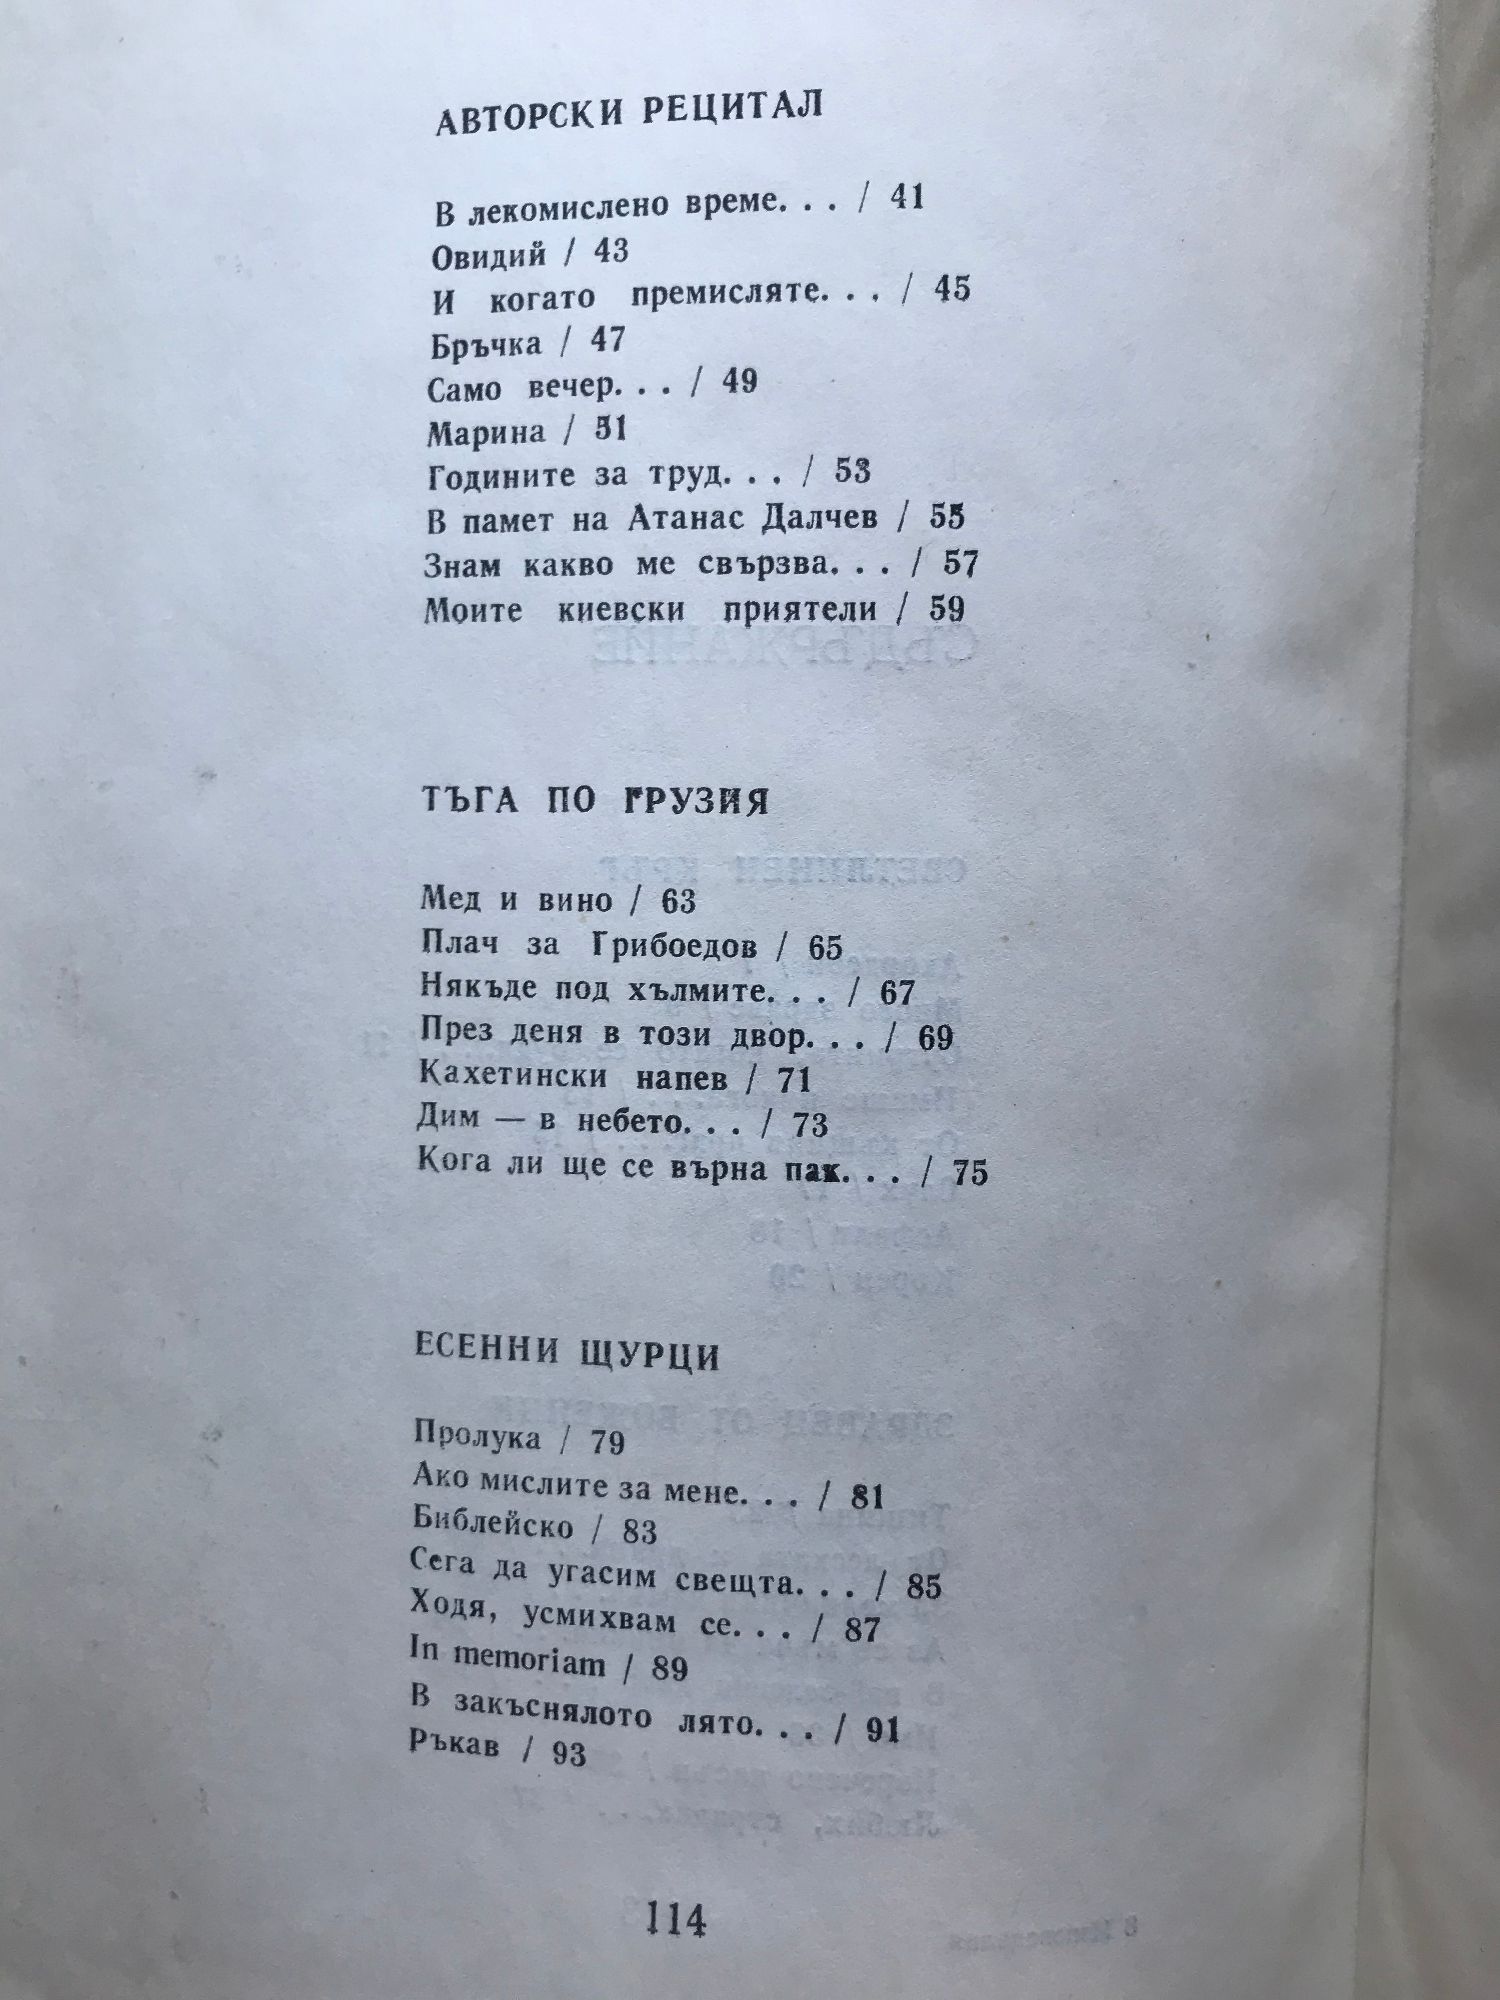 АВТОРСКИ РЕЦИТАЛ
В лекомислено време. . . / 41
Овидий / 43
И когато премисляте. . . / 45
Бръчка / 47
Само вечер. . . / 49
Марина / 51
Годините за труд. . . / 53
В памет на Атанас Далчев / 55
Знам какво ме свързва. . . / 57
Моите киевски приятели / 59
ТЪГА ПО ГРУЗИЯ
Мед и вино / 63
Плач за Грибоедов / 65
Някъде под хълмите. . . / 67
През деня в този двор. . . / 69
Кахетински напев / 71
Дим — в небето. . . / 73
Кога ли ще се върна пак. . . / 75
ЕСЕННИ ЩУРЦИ
Пролука / 79
Ако мислите за мене. . . / 81
Библейско / 83
Сега да угасим свещта. . . / 85
Ходя, усмихвам се. . . / 87
In memoriam / 89
В закъснялото лято. . . / 91
Ръкав / 93
114